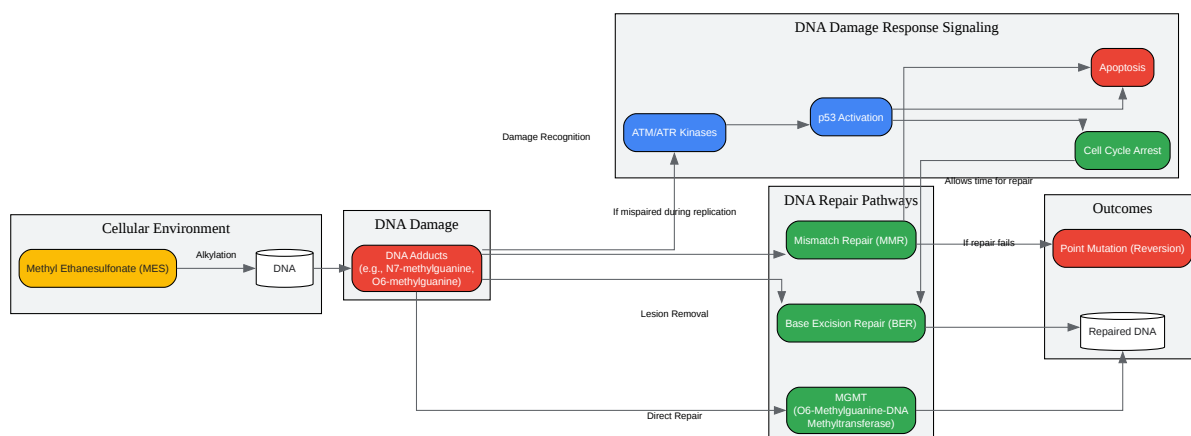 DNA Damage Response Signaling
Apoptosis
p53 Activation
ATM/ATR Kinases
Damage Recognition
Cell Cycle Arrest
Allows time for repair
DNA Repair Pathways
If mispaired during replication
Cellular Environment
DNA Damage
Outcomes
Methyl Ethanesulfonate (MES)
Alkylation
DNA
DNA Adducts
(e.g., N7-methylguanine,
O6-methylguanine)
Mismatch Repair (MMR)
If repair fails
Point Mutation (Reversion)
Lesion Removal
Base Excision Repair (BER)
Repaired DNA
Direct Repair
MGMT
(O6-Methylguanine-DNA
Methyltransferase)